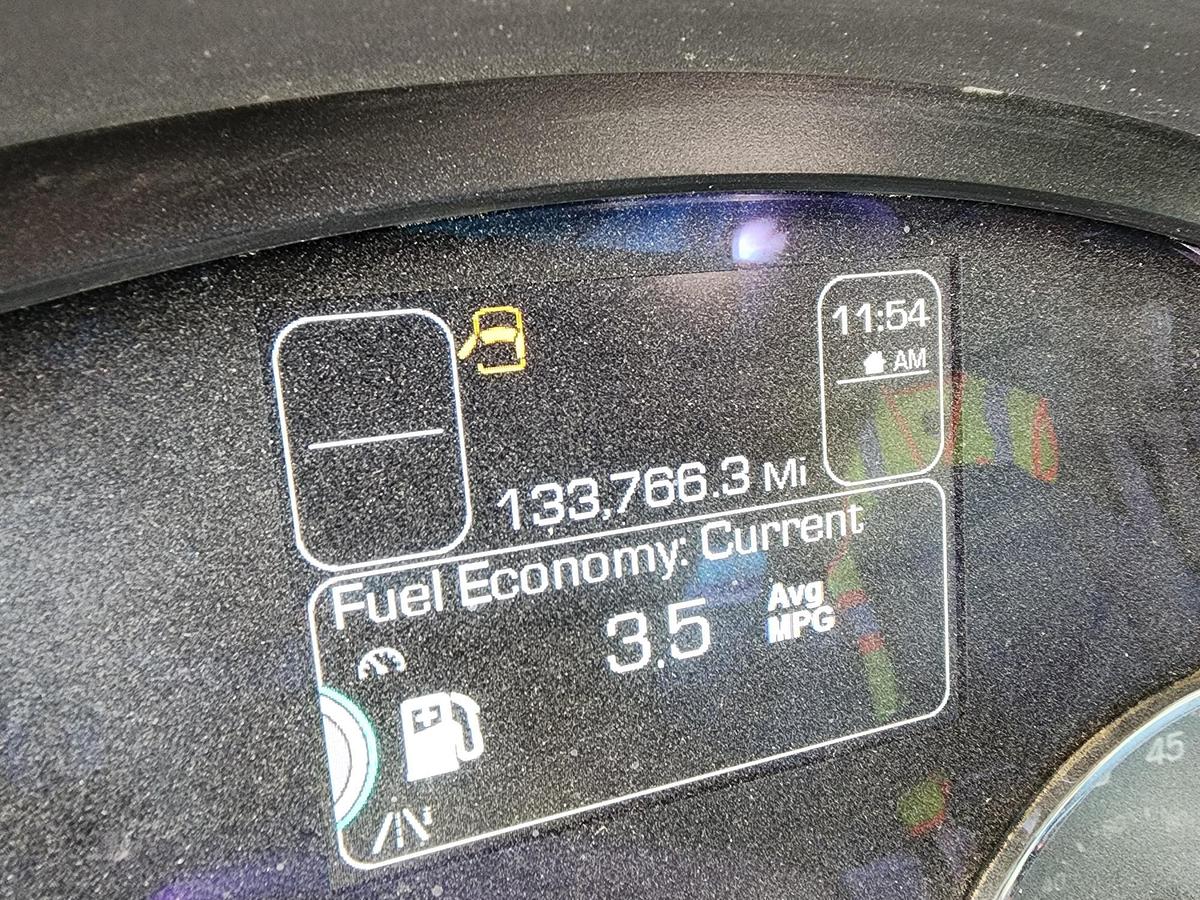 11:54
AM
133,766.3 Mi
Fuel Economy: Current
3.5 Avg
MPG
45